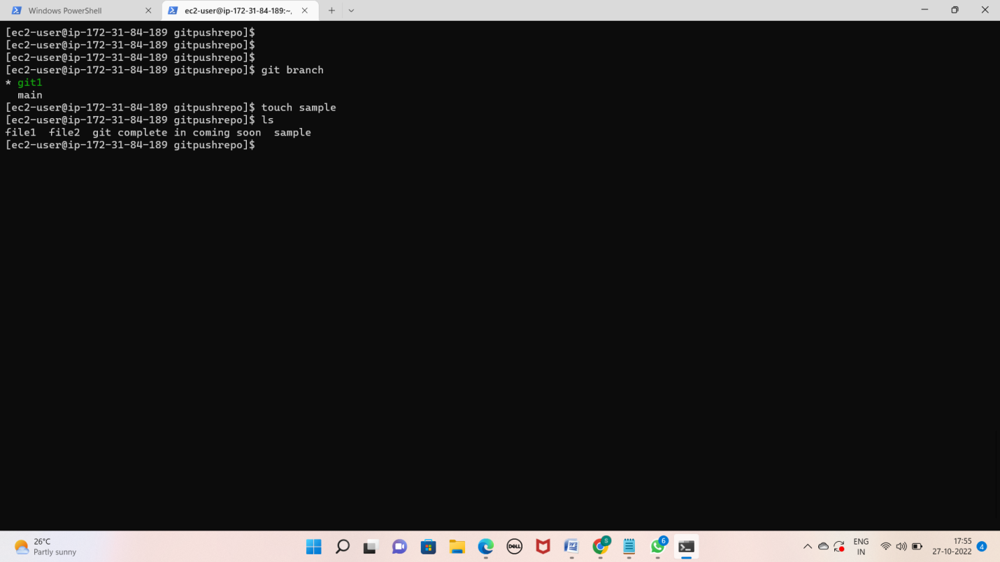 Windows PowerShell
ec2-user@ip-172-31-84-189:~,
[ec2-user@ip-172-31-84-189 gitpushrepo]$
[ec2-user@ip-172-31-84-189 gitpushrepo]$
[ec2-user@ip-172-31-84-189 gitpushrepo]$
[ec2-user@ip-172-31-84-189 gitpushrepo]$ git branch
* git1
main
[ec2-user@ip-172-31-84-189 gitpushrepo]$ touch sample
[ec2-user@ip-172-31-84-189 gitpushrepo]$ ls
file1  file2  git complete in coming soon  sample
[ec2-user@ip-172-31-84-189 gitpushrepo]$
26°C
Partly sunny
DELL
W
S
6
ENG
IN
17:55
27-10-2022
4